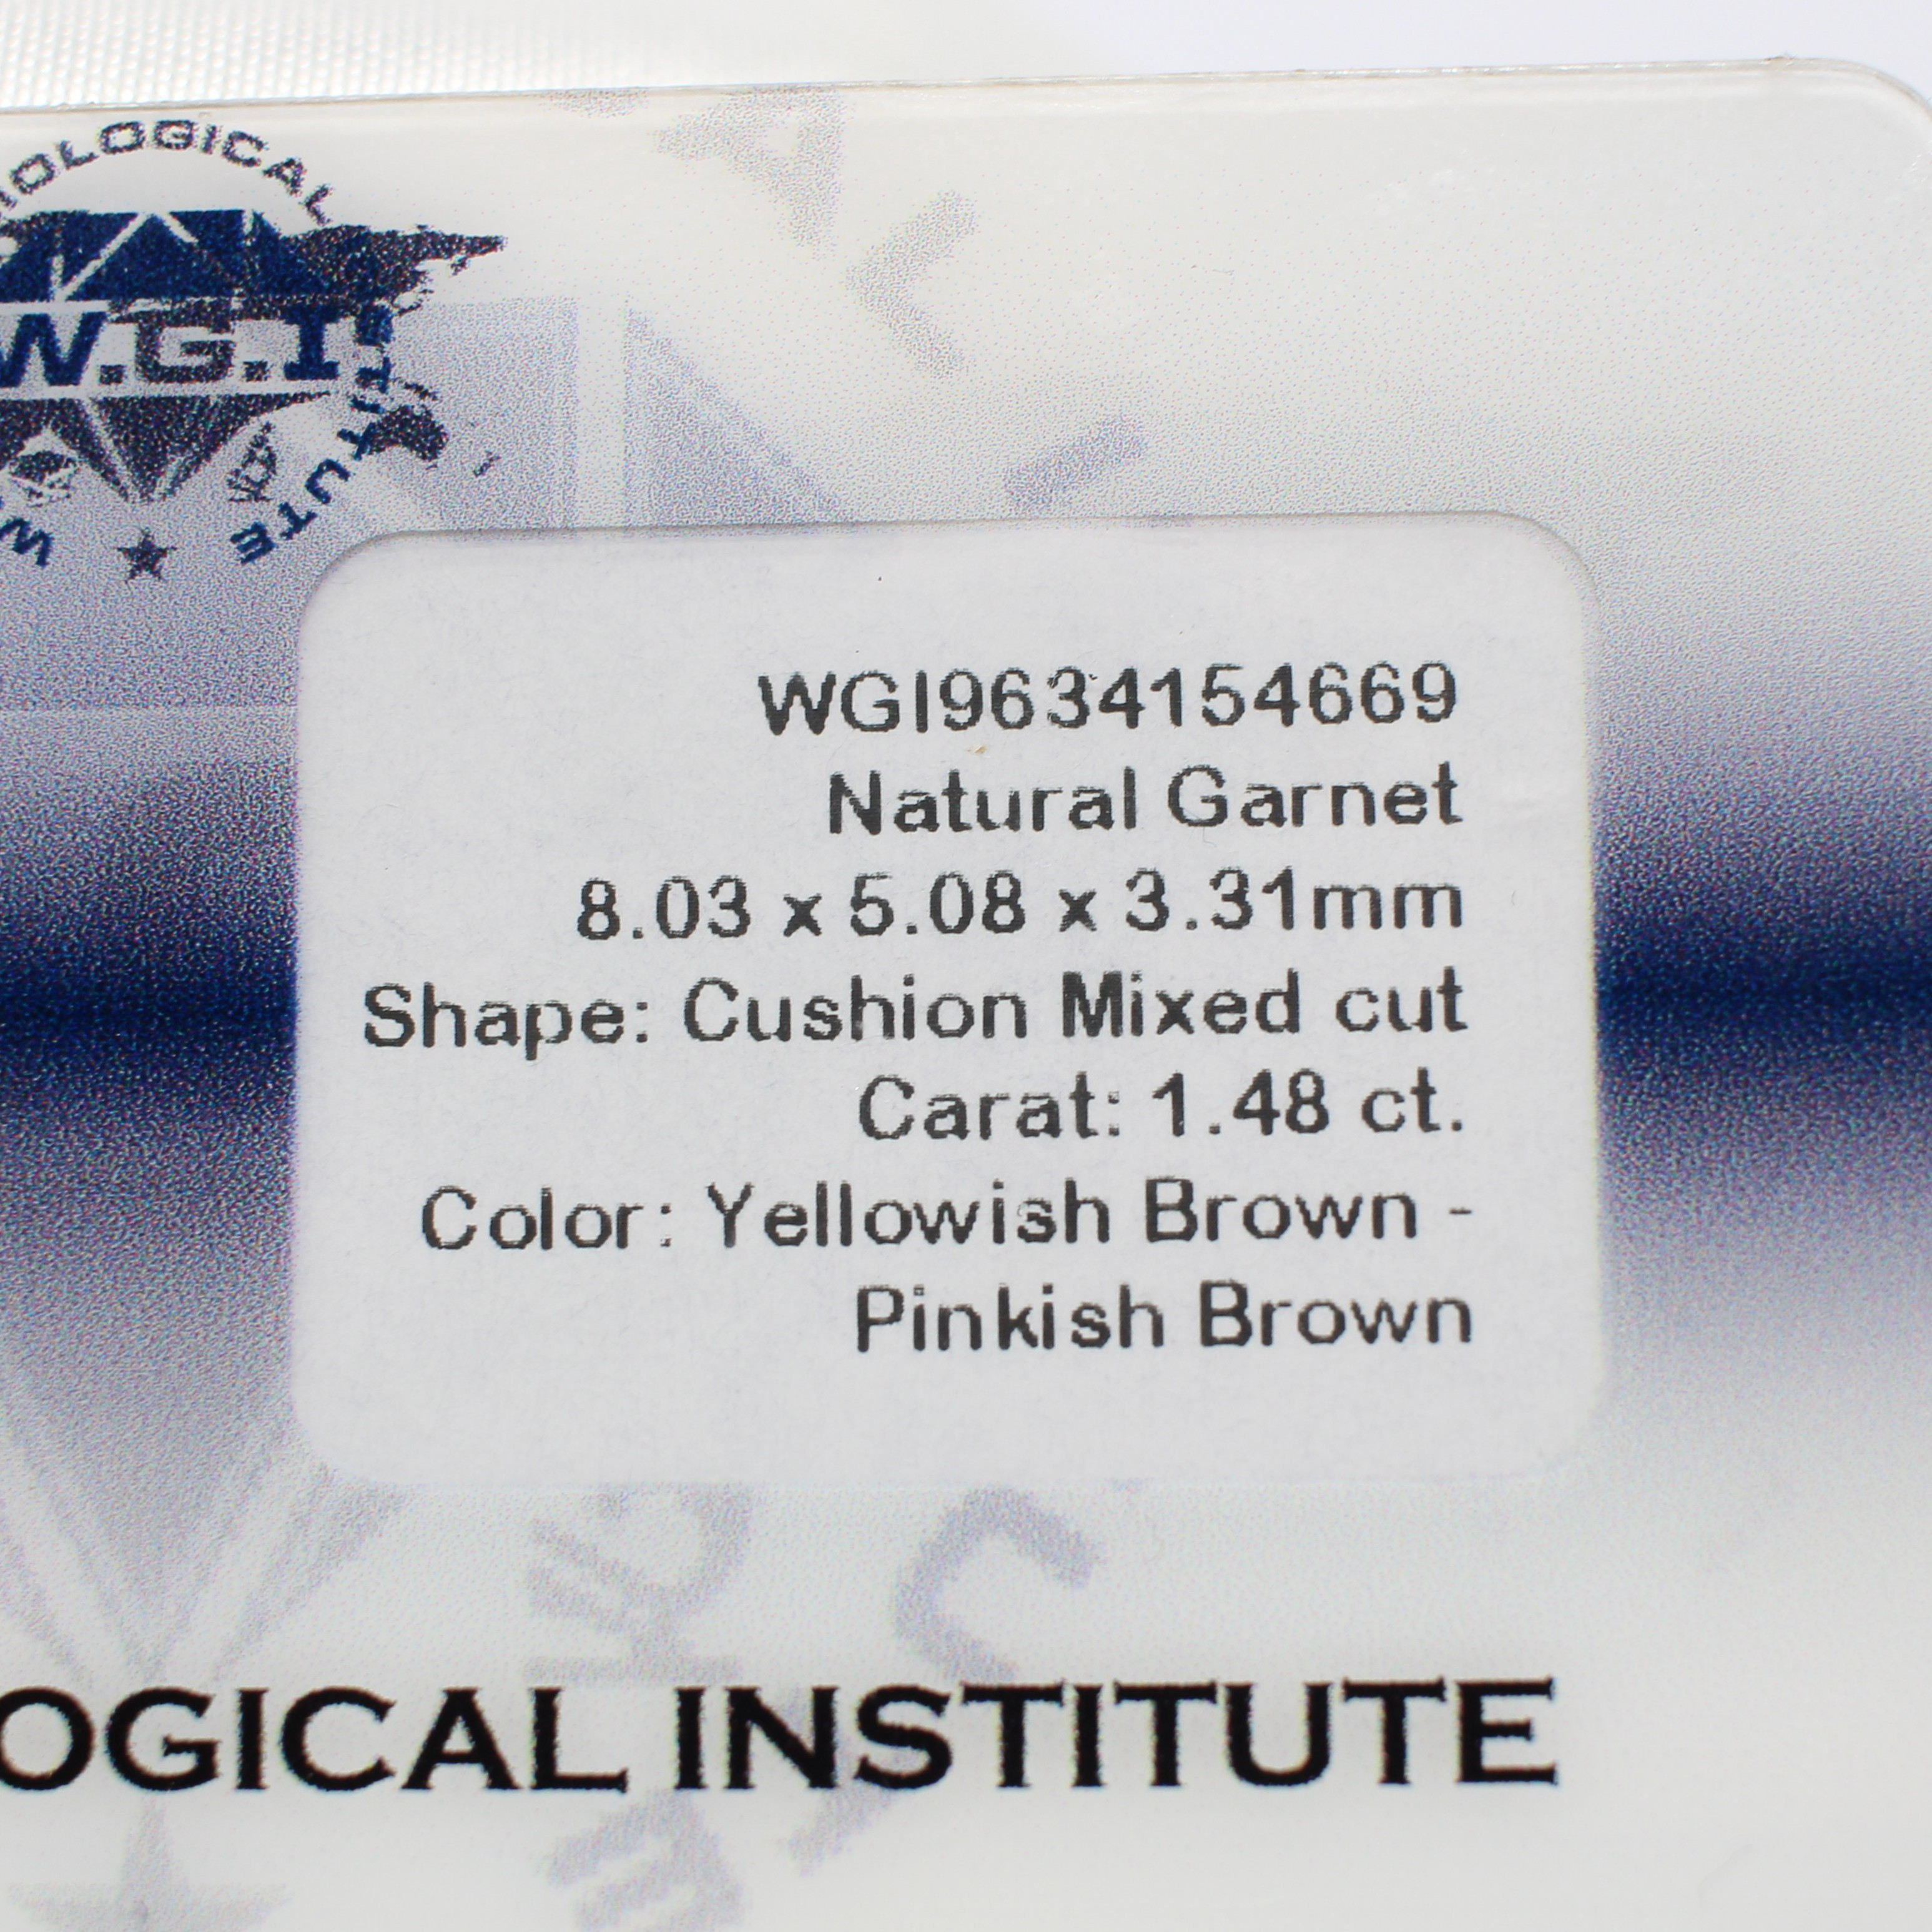 OLOGICAL
W.G.I
WGI9634154669
Natural Garnet
8.03 x 5.08 x 3.31mm
Shape: Cushion Mixed cut
Carat: 1.48 ct.
Color: Yellowish Brown -
Pinkish Brown
OGICAL INSTITUTE